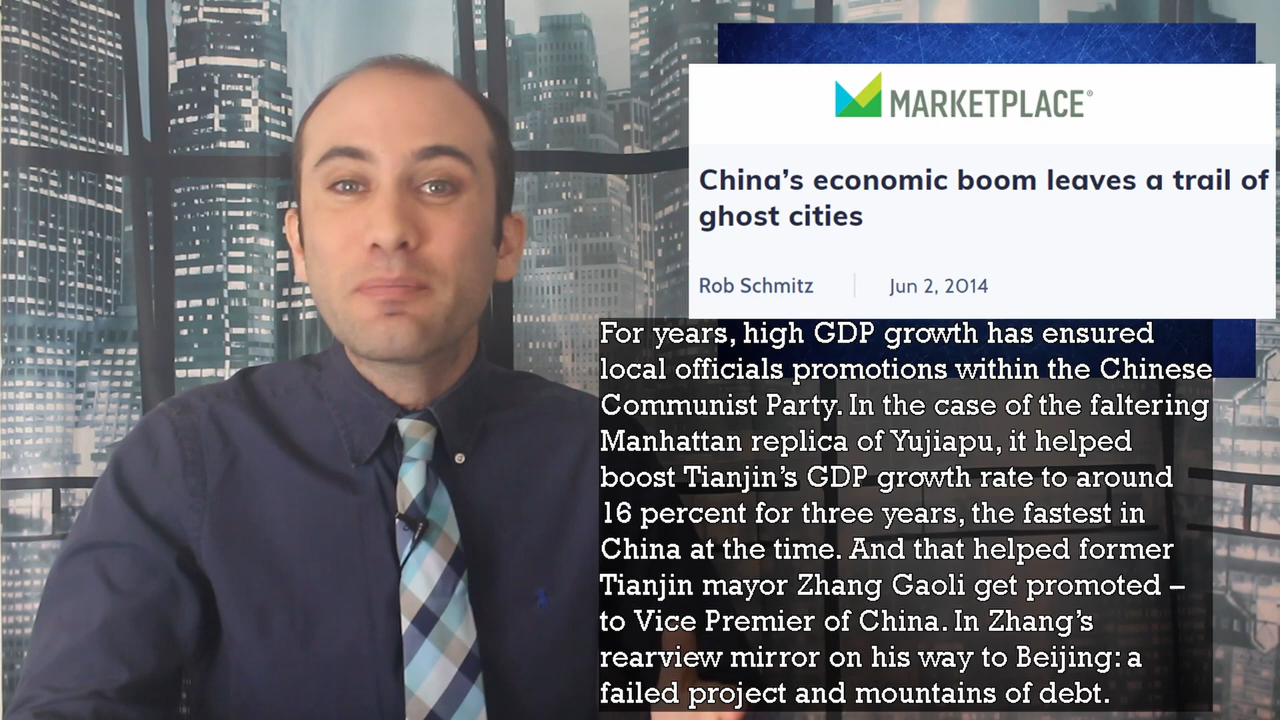 MARKETPLACE®
China’s economic boom leaves a trail of
ghost cities
Rob Schmitz
Jun 2, 2014
For years, high GDP growth has ensured
local officials promotions within the Chinese
Communist Party. In the case of the faltering
Manhattan replica of Yujiapu, it helped
boost Tianjin’s GDP growth rate to around
16 percent for three years, the fastest in
China at the time. And that helped former
Tianjin mayor Zhang Gaoli get promoted –
to Vice Premier of China. In Zhang’s
rearview mirror on his way to Beijing: a
failed project and mountains of debt.